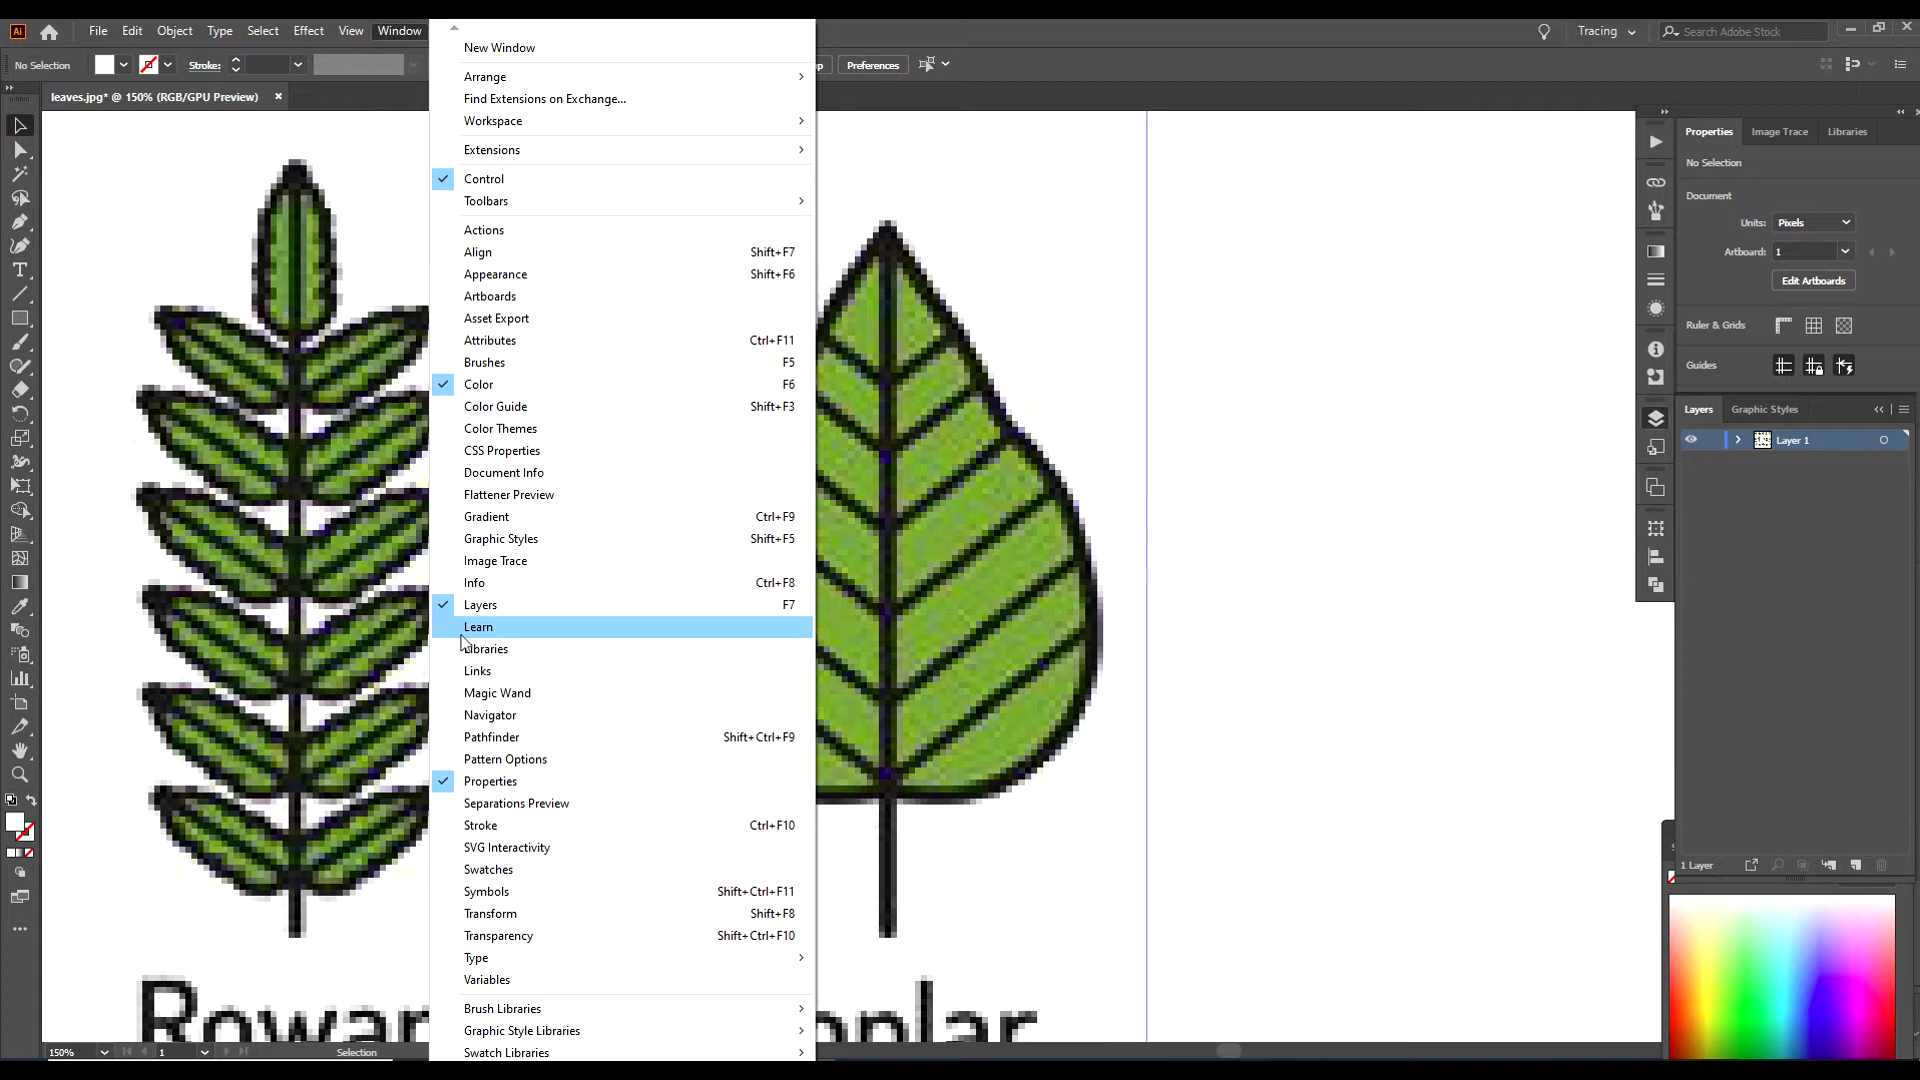 Ai File Edit Object Type Select Effect View Window Tracing Search Adobe Stock
No Selection Stroke: Preferences
leaves.jpg* @ 150% (RGB/GPU Preview)
New Window
Arrange
Find Extensions on Exchange...
Workspace
Extensions
Control
Toolbars
Actions
Align Shift+F7
Appearance Shift+F6
Artboards
Asset Export
Attributes Ctrl+F11
Brushes F5
Color F6
Color Guide Shift+F3
Color Themes
CSS Properties
Document Info
Flattener Preview
Gradient Ctrl+F9
Graphic Styles Shift+F5
Image Trace
Info Ctrl+F8
Layers F7
Learn
Libraries
Links
Magic Wand
Navigator
Pathfinder Shift+Ctrl+F9
Pattern Options
Properties
Separations Preview
Stroke Ctrl+F10
SVG Interactivity
Swatches
Symbols Shift+Ctrl+F11
Transform Shift+F8
Transparency Shift+Ctrl+F10
Type
Variables
Brush Libraries
Graphic Style Libraries
Swatch Libraries
Properties Image Trace Libraries
No Selection
Document
Units: Pixels
Artboard: 1
Edit Artboards
Ruler & Grids
Guides
Layers Graphic Styles
Layer 1
1 Layer
Rowan
150% 1 Selection